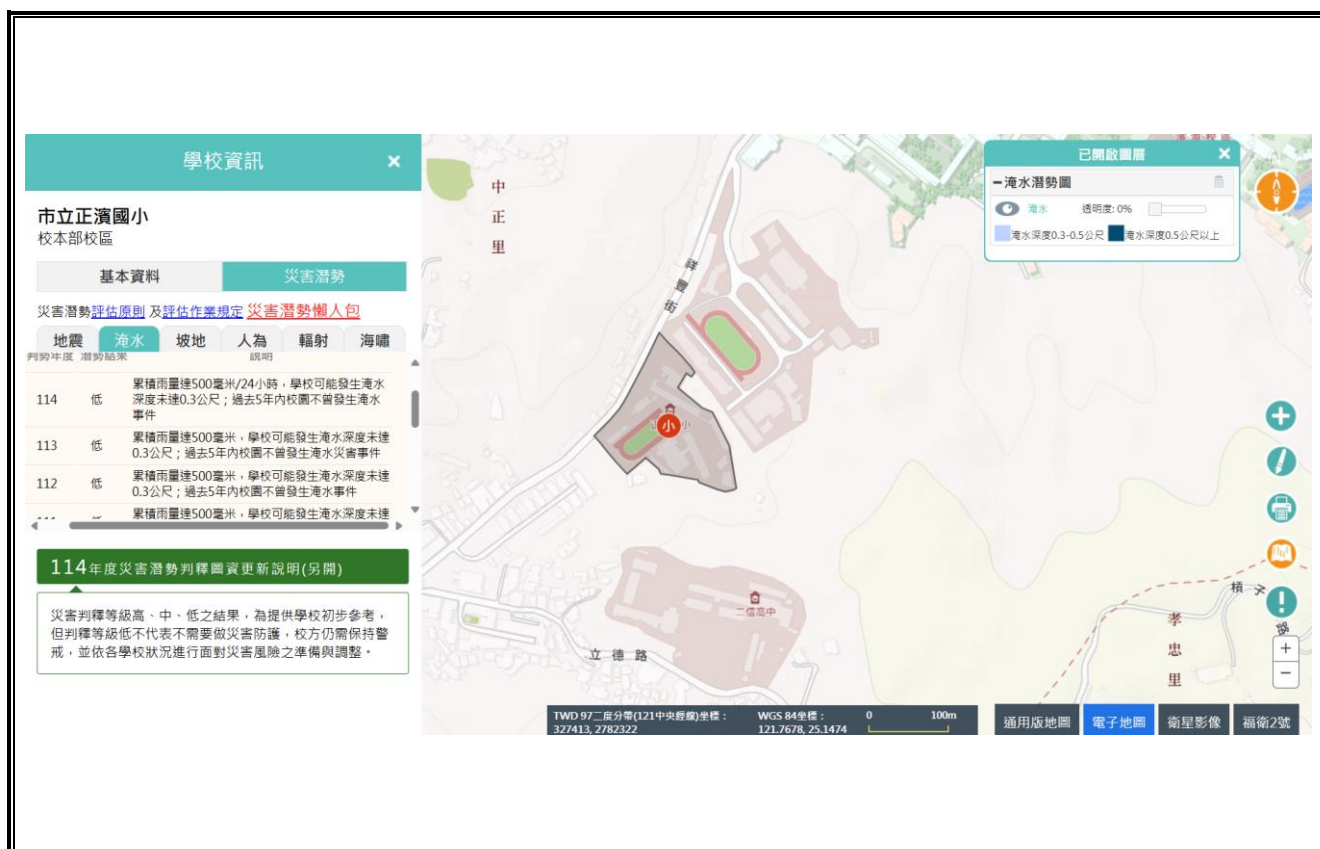 學校資訊 ×
市立正濱國小
校本部校區
基本資料 災害潛勢
災害潛勢評估原則 及評估作業規定 災害潛勢懶人包
地震 淹水 坡地 人為 輻射 海嘯
判勢年度 潛勢結果 說明
114 低 累積雨量達500毫米/24小時，學校可能發生淹水
深度未達0.3公尺；過去5年內校園不曾發生淹水
事件
113 低 累積雨量達500毫米，學校可能發生淹水深度未達
0.3公尺；過去5年內校園不曾發生淹水災害事件
112 低 累積雨量達500毫米，學校可能發生淹水深度未達
0.3公尺；過去5年內校園不曾發生淹水事件
累積雨量達500毫米，學校可能發生淹水深度未達
114年度災害潛勢判釋圖資更新說明(另開)
災害判釋等級高、中、低之結果，為提供學校初步參考，
但判釋等級低不代表不需要做災害防護，校方仍需保持警
戒，並依各學校狀況進行面對災害風險之準備與調整。
中正里
祥豐街
小
二信高中
立德路
孝忠里
槓子
已開啟圖層 ×
淹水潛勢圖
淹水 透明度: 0%
淹水深度0.3-0.5公尺 淹水深度0.5公尺以上
+
−
TWD 97二度分帶(121中央經線)坐標：
327413, 2782322
WGS 84坐標：
121.7678, 25.1474
0 100m
通用版地圖 電子地圖 衛星影像 福衛2號